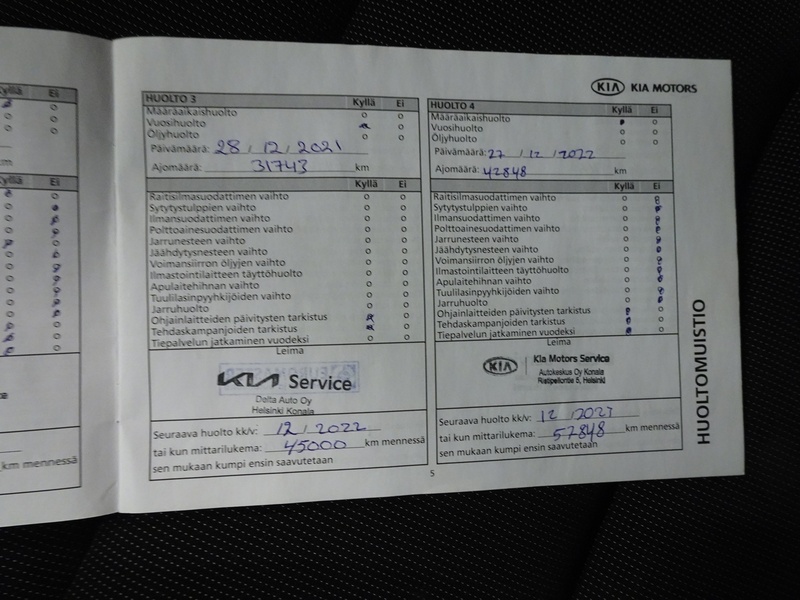 KIA KIA MOTORS
HUOLTO 3 Kyllä Ei
Määräaikaishuolto
Vuosihuolto
Öljyhuolto
Päivämäärä: 28 / 12 / 2021
Ajomäärä: 31743 km
Kyllä Ei
Raitisilmasuodattimen vaihto
Sytytystulppien vaihto
Ilmansuodattimen vaihto
Polttoainesuodattimen vaihto
Jarrunesteen vaihto
Jäähdytysnesteen vaihto
Voimansiirron öljyjen vaihto
Ilmastointilaitteen täyttöhuolto
Apulaitehihnan vaihto
Tuulilasinpyyhkijöiden vaihto
Jarruhuolto
Ohjainlaitteiden päivitysten tarkistus
Tehdaskampanjoiden tarkistus
Tiepalvelun jatkaminen vuodeksi
Leima
KIA Service
Delta Auto Oy
Helsinki Konala
Seuraava huolto kk/v: 12 / 2022
tai kun mittarilukema: 45000 km mennessä
sen mukaan kumpi ensin saavutetaan
HUOLTO 4 Kyllä Ei
Määräaikaishuolto
Vuosihuolto
Öljyhuolto
Päivämäärä: 27 / 12 / 2022
Ajomäärä: 42848 km
Kyllä Ei
Raitisilmasuodattimen vaihto
Sytytystulppien vaihto
Ilmansuodattimen vaihto
Polttoainesuodattimen vaihto
Jarrunesteen vaihto
Jäähdytysnesteen vaihto
Voimansiirron öljyjen vaihto
Ilmastointilaitteen täyttöhuolto
Apulaitehihnan vaihto
Tuulilasinpyyhkijöiden vaihto
Jarruhuolto
Ohjainlaitteiden päivitysten tarkistus
Tehdaskampanjoiden tarkistus
Tiepalvelun jatkaminen vuodeksi
Leima
KIA Kia Motors Service
Autokeskus Oy Konala
Ristipellontie 5, Helsinki
Seuraava huolto kk/v: 12 /
tai kun mittarilukema: 57848 km mennessä
sen mukaan kumpi ensin saavutetaan
5
HUOLTOMUISTIO
Kyllä Ei
Kyllä Ei
km mennessä